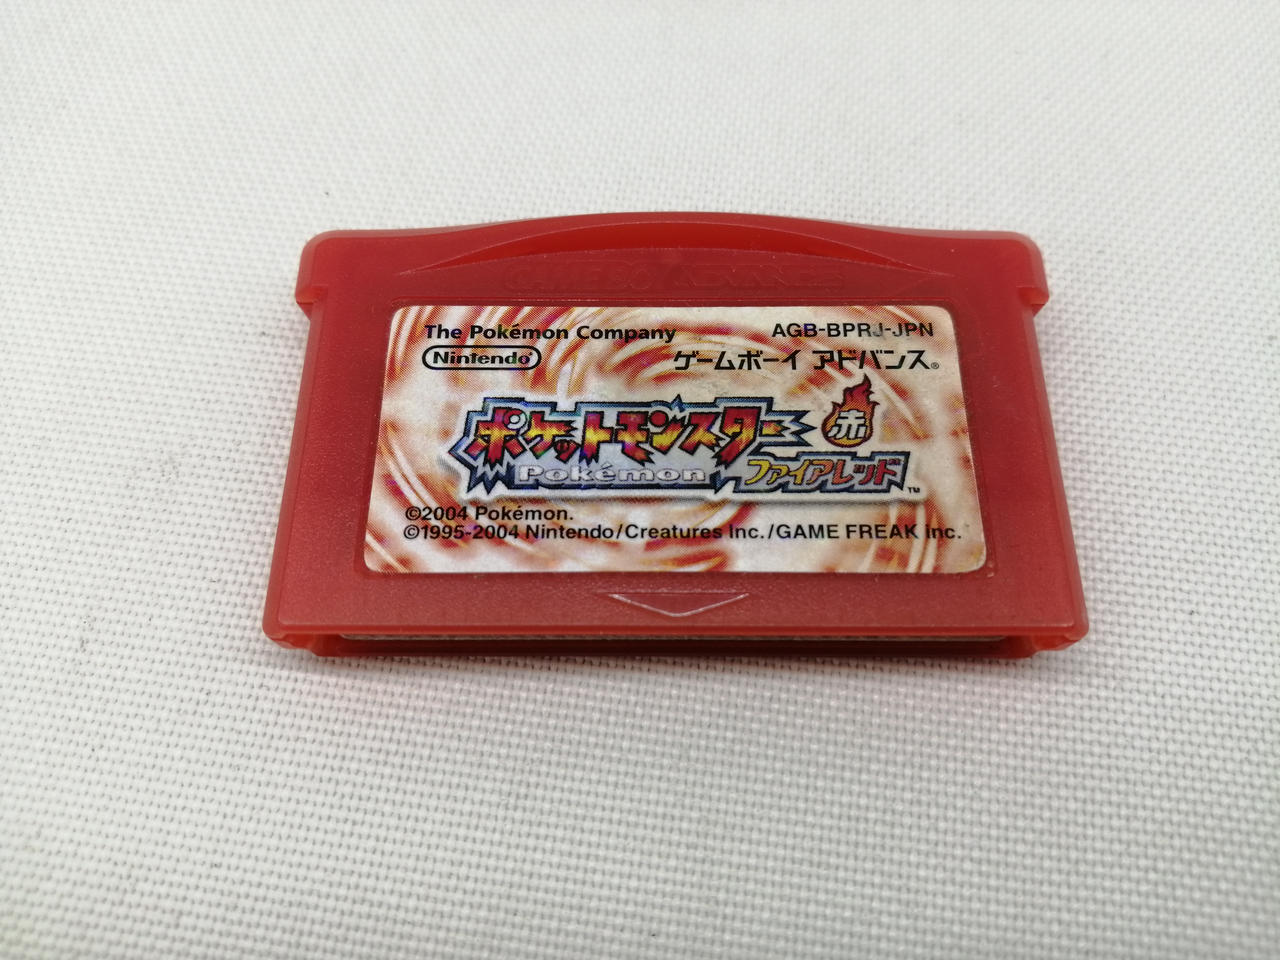 GAME BOY ADVANCE
The Pokémon Company AGB-BPRJ-JPN
Nintendo® ゲームボーイ アドバンス®
赤
ポケットモンスター
Pokémon ファイアレッド™
©2004 Pokémon.
©1995-2004 Nintendo/Creatures Inc./GAME FREAK inc.